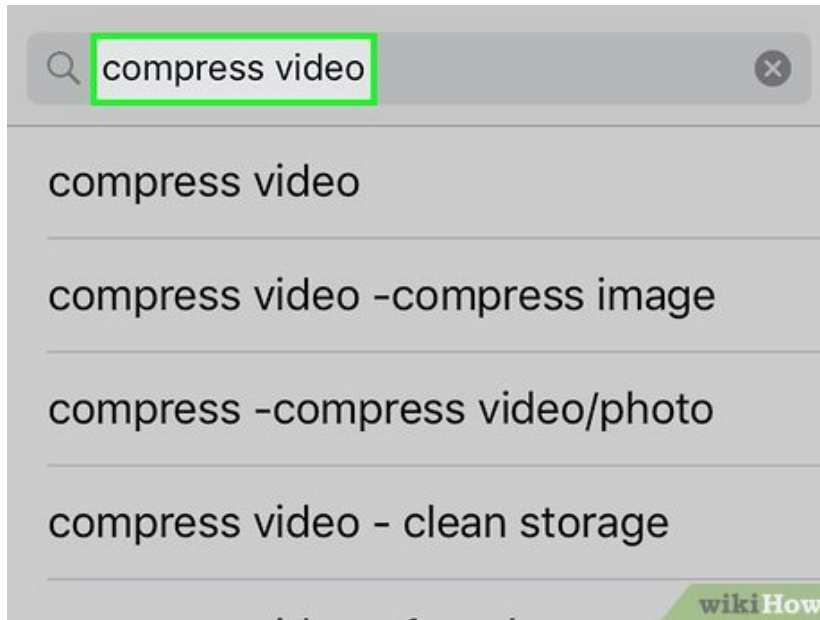 compress video
compress video
compress video -compress image
compress -compress video/photo
compress video - clean storage
wikiHow